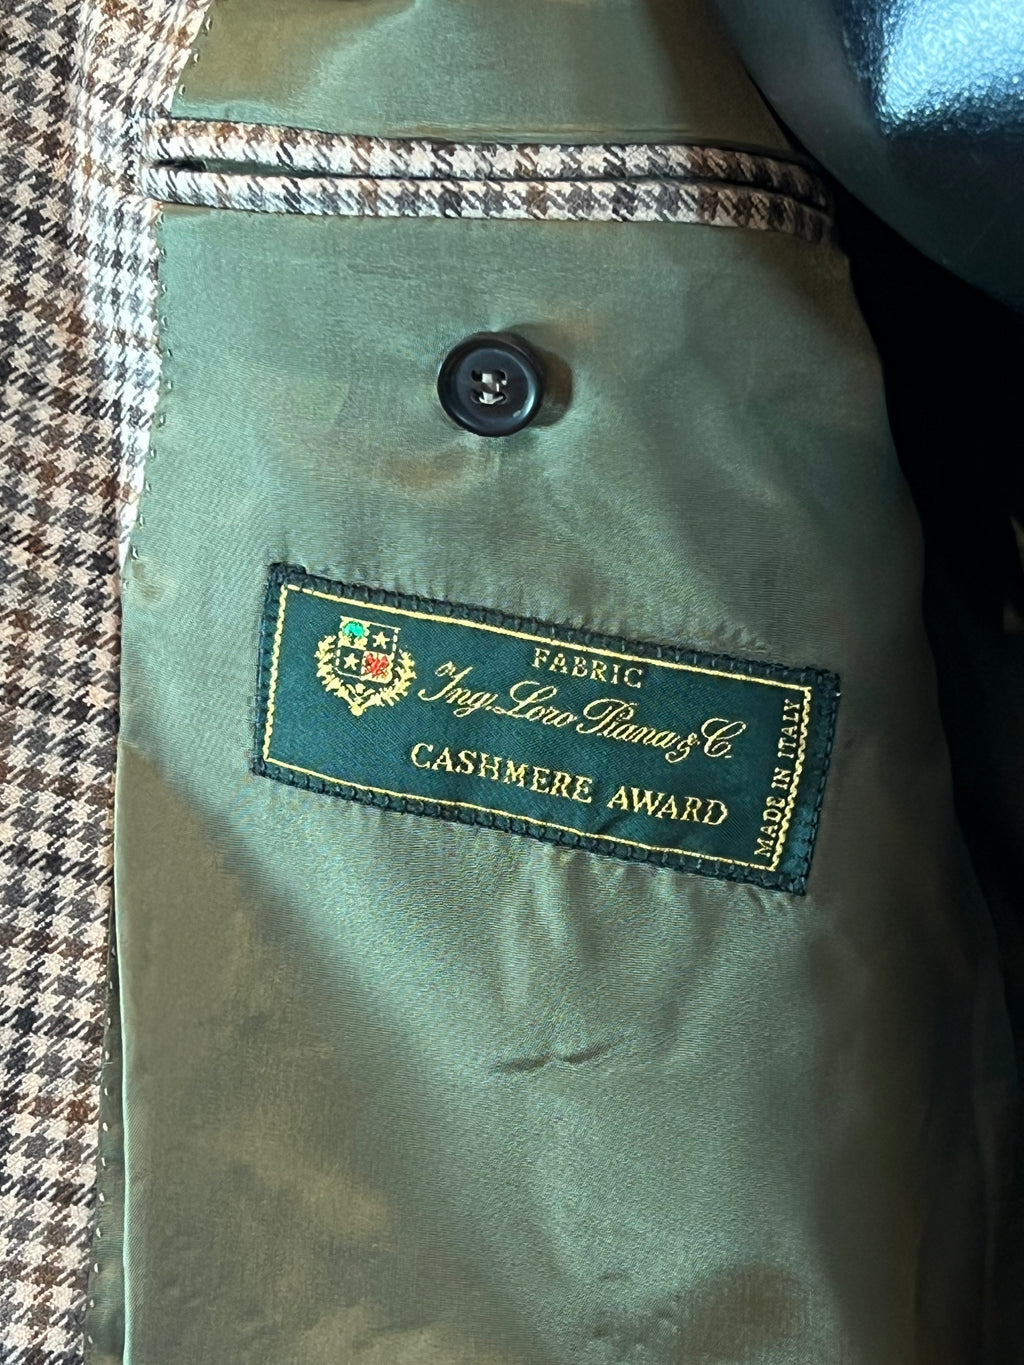 FABRIC
Ing. Loro Piana & C.
CASHMERE AWARD
MADE IN ITALY